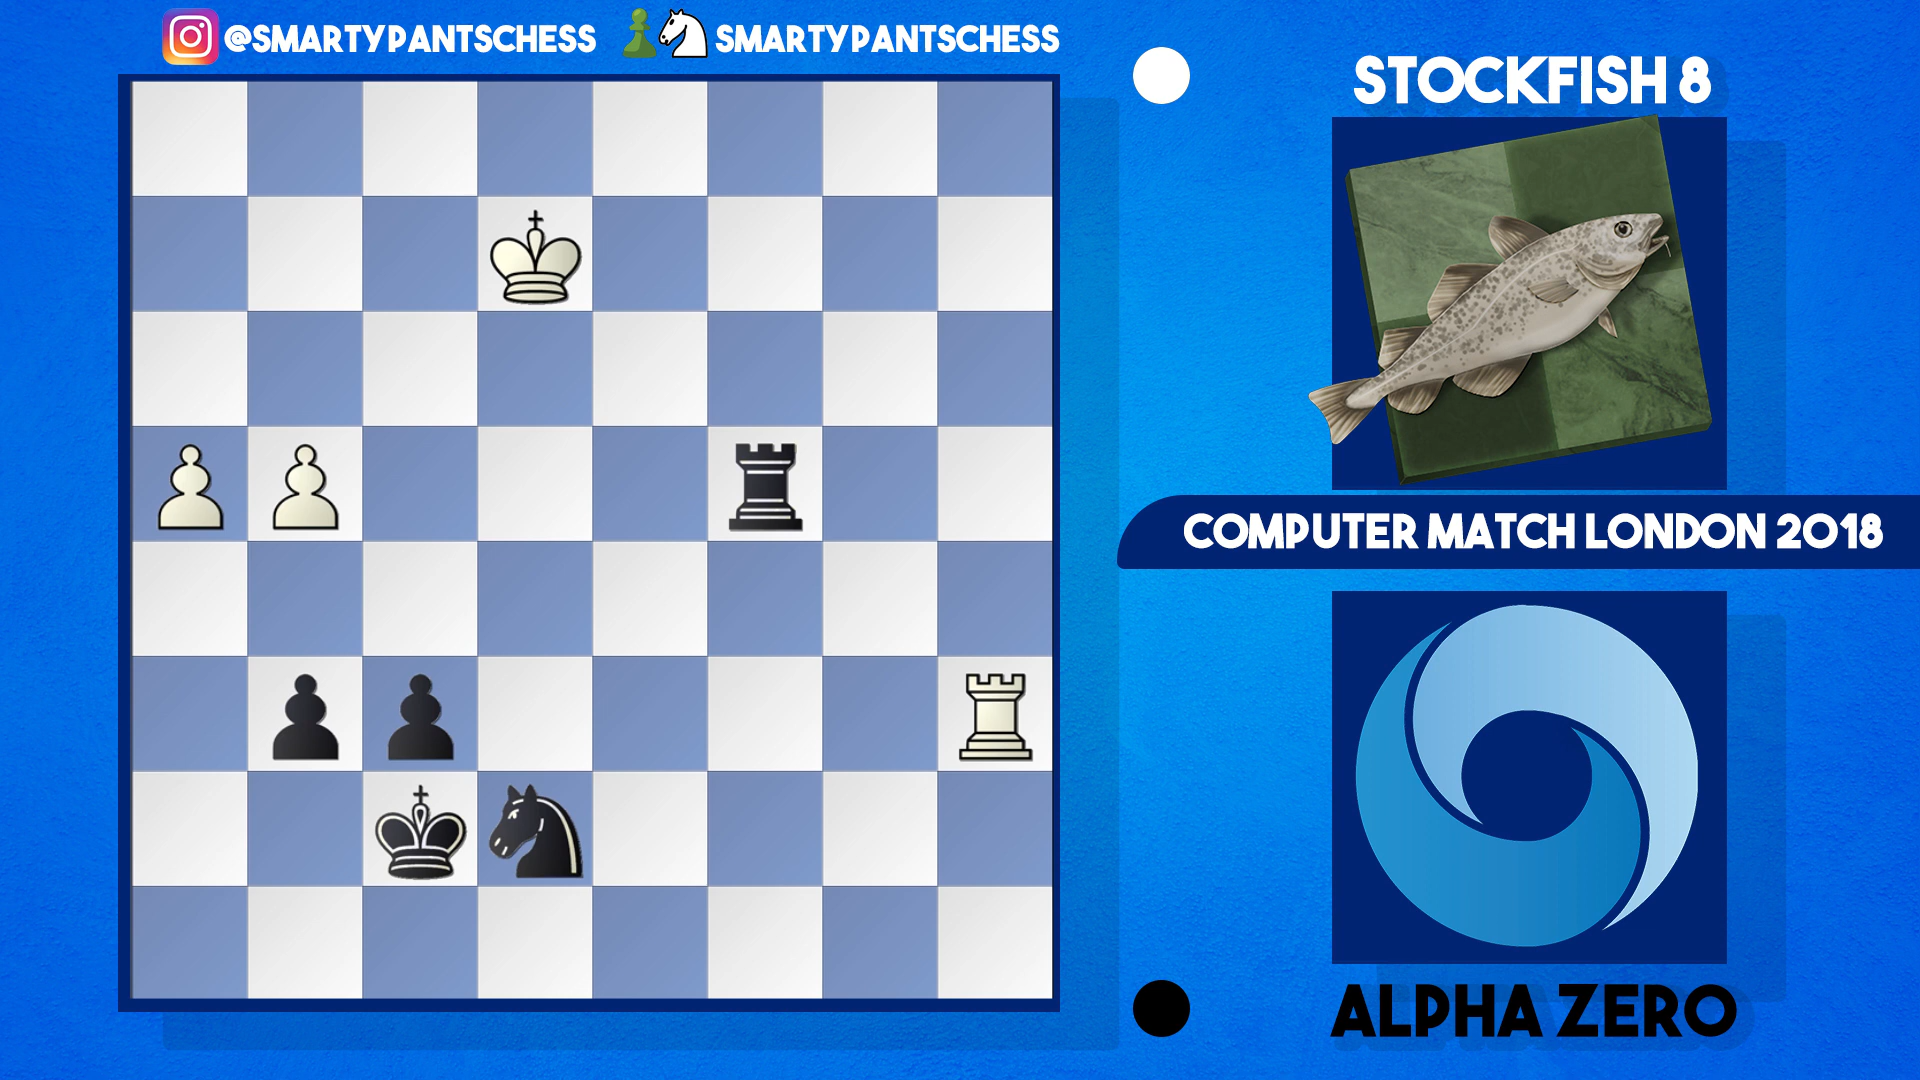 @SMARTYPANTSCHESS SMARTYPANTSCHESS
STOCKFISH 8
COMPUTER MATCH LONDON 2018
ALPHA ZERO